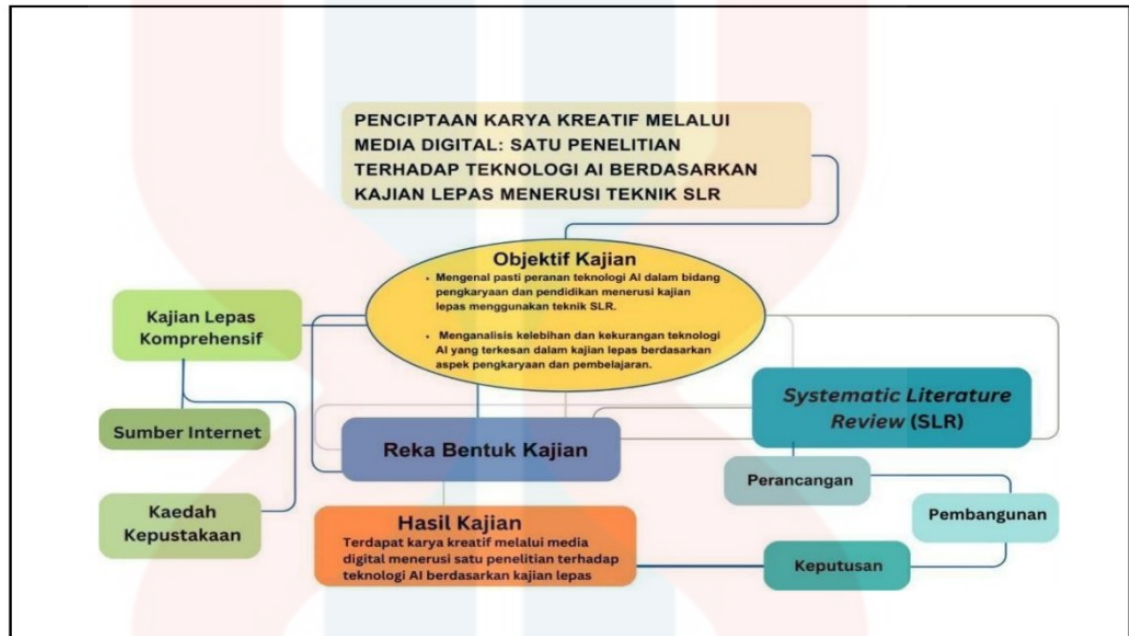 PENCIPTAAN KARYA KREATIF MELALUI
MEDIA DIGITAL: SATU PENELITIAN
TERHADAP TEKNOLOGI AI BERDASARKAN
KAJIAN LEPAS MENERUSI TEKNIK SLR
Objektif Kajian
• Mengenal pasti peranan teknologi AI dalam bidang
pengkaryaan dan pendidikan menerusi kajian
lepas menggunakan teknik SLR.
• Menganalisis kelebihan dan kekurangan teknologi
AI yang terkesan dalam kajian lepas berdasarkan
aspek pengkaryaan dan pembelajaran.
Kajian Lepas
Komprehensif
Sumber Internet
Kaedah
Kepustakaan
Reka Bentuk Kajian
Systematic Literature
Review (SLR)
Perancangan
Pembangunan
Keputusan
Hasil Kajian
Terdapat karya kreatif melalui media
digital menerusi satu penelitian terhadap
teknologi AI berdasarkan kajian lepas